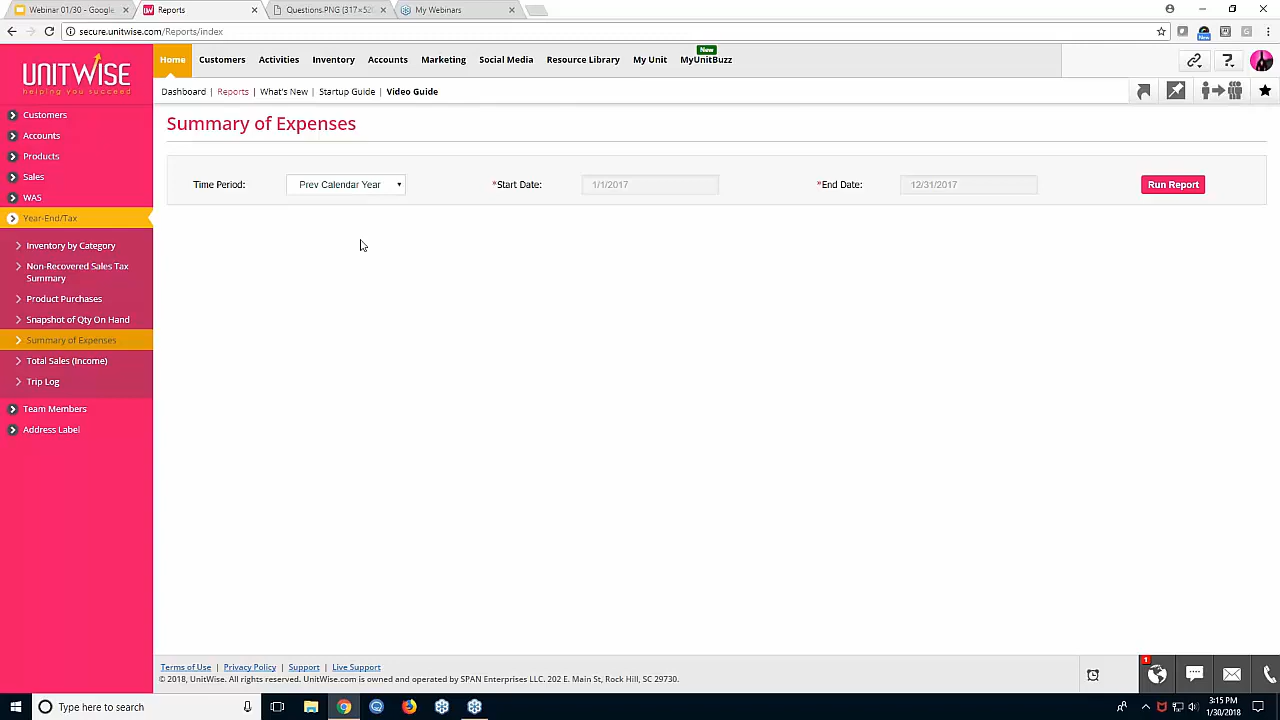 Webinar 01/30 - Google
Reports
Questions.PNG (317×520
My Webinars
secure.unitwise.com/Reports/index
New
UNITWISE
helping you succeed
Home
Customers
Activities
Inventory
Accounts
Marketing
Social Media
Resource Library
My Unit
New
MyUnitBuzz
Dashboard | Reports | What's New | Startup Guide | Video Guide
Customers
Accounts
Products
Sales
WAS
Year-End/Tax
Inventory by Category
Non-Recovered Sales Tax
Summary
Product Purchases
Snapshot of Qty On Hand
Summary of Expenses
Total Sales (Income)
Trip Log
Team Members
Address Label
Summary of Expenses
Time Period: Prev Calendar Year *Start Date: 1/1/2017 *End Date: 12/31/2017 Run Report
Terms of Use | Privacy Policy | Support | Live Support
© 2018, UnitWise. All rights reserved. UnitWise.com is owned and operated by SPAN Enterprises LLC. 202 E. Main St, Rock Hill, SC 29730.
1
Type here to search
3:15 PM
1/30/2018